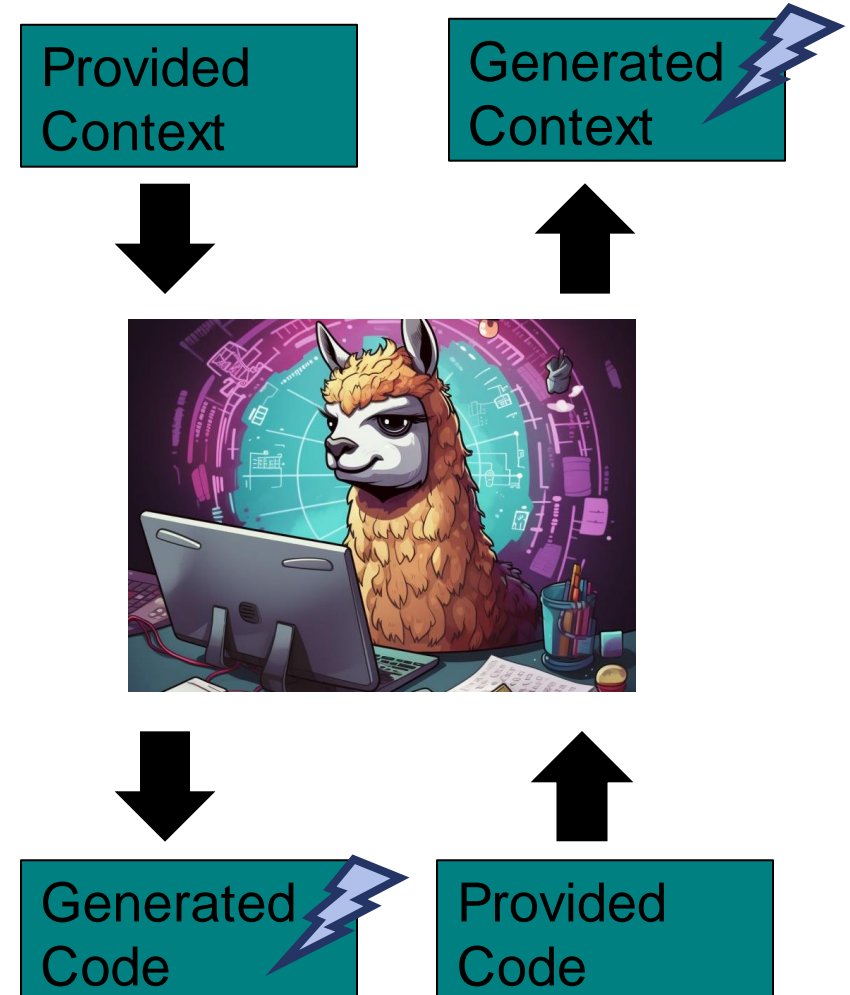 Provided
Context
Generated
Context
Generated
Code
Provided
Code